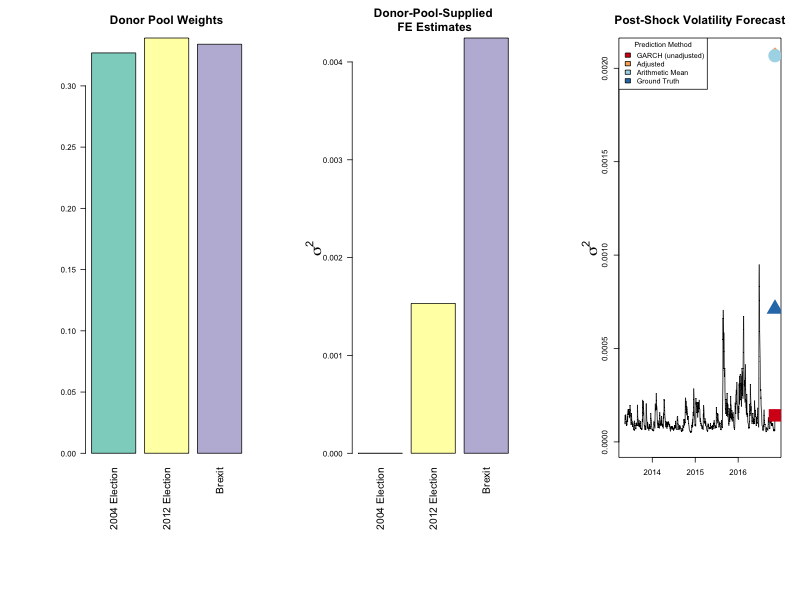 Donor Pool Weights
0.30
0.25
0.20
0.15
0.10
0.05
0.00
2004 Election
2012 Election
Brexit
Donor-Pool-Supplied
FE Estimates
σ2
0.004
0.003
0.002
0.001
0.000
2004 Election
2012 Election
Brexit
Post-Shock Volatility Forecast
Prediction Method
GARCH (unadjusted)
Adjusted
Arithmetic Mean
Ground Truth
σ2
0.0020
0.0015
0.0010
0.0005
0.0000
2014
2015
2016